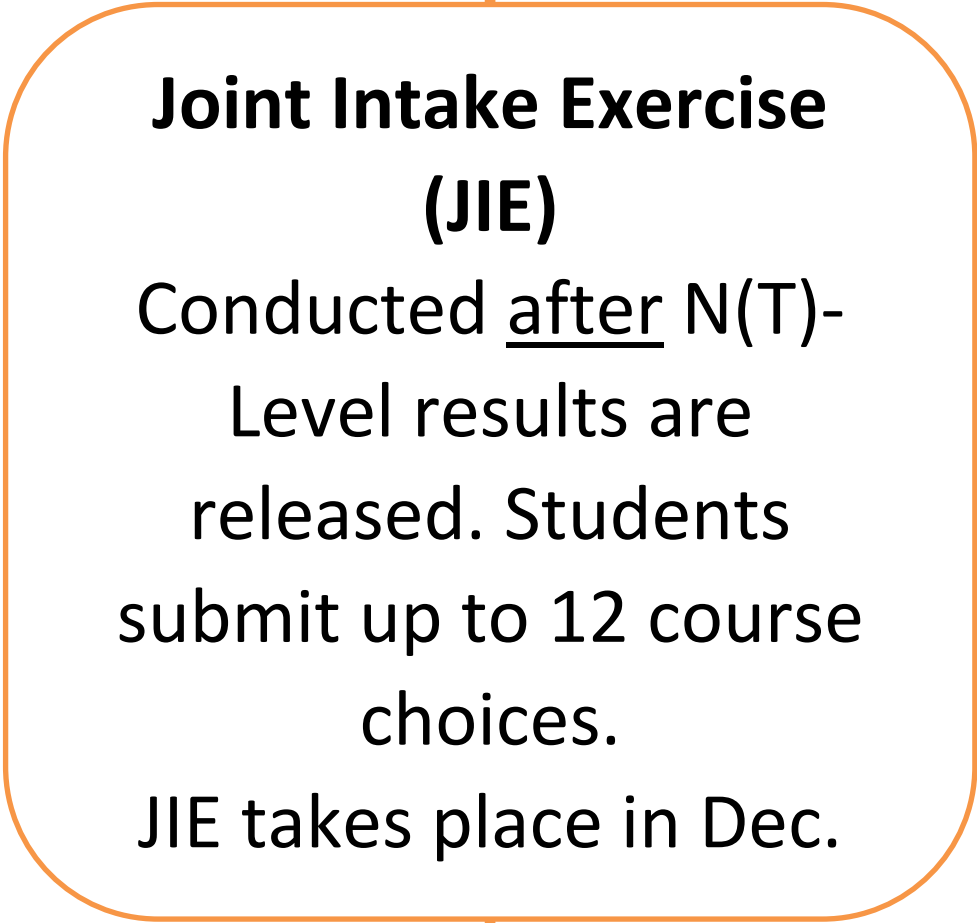 Joint Intake Exercise
(JIE)
Conducted after N(T)-
Level results are
released. Students
submit up to 12 course
choices.
JIE takes place in Dec.